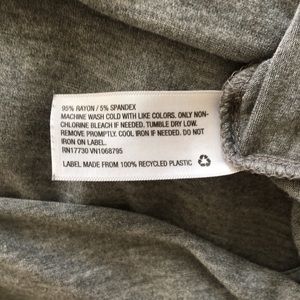 95% RAYON / 5% SPANDEX
MACHINE WASH COLD WITH LIKE COLORS. ONLY NON-
CHLORINE BLEACH IF NEEDED. TUMBLE DRY LOW.
REMOVE PROMPTLY. COOL IRON IF NEEDED. DO NOT
IRON ON LABEL.
RN17730 VN1068795
LABEL MADE FROM 100% RECYCLED PLASTIC